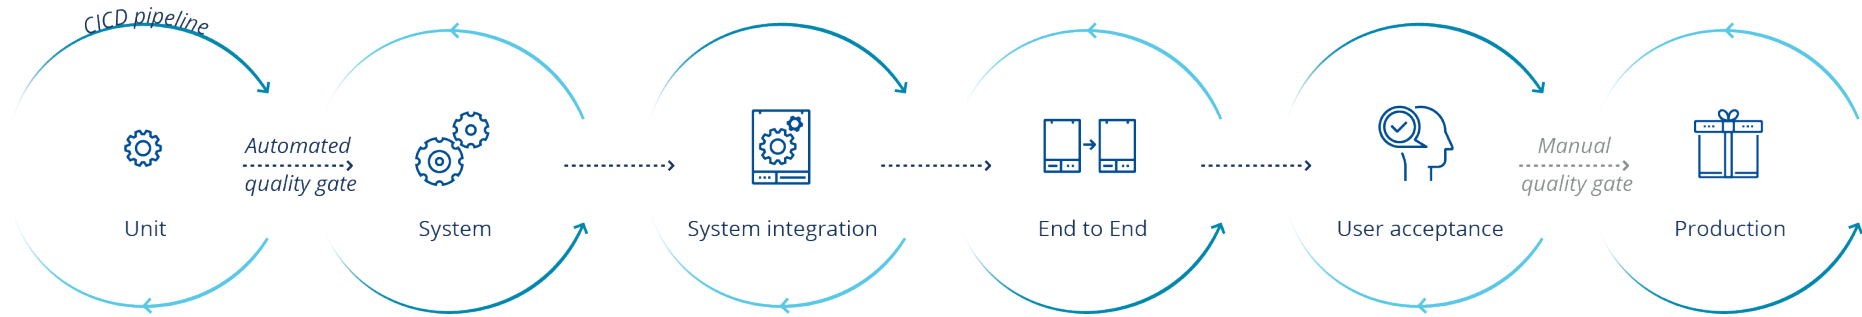 CICD pipeline
Automated
quality gate
Manual
quality gate
Unit
System
System integration
End to End
User acceptance
Production